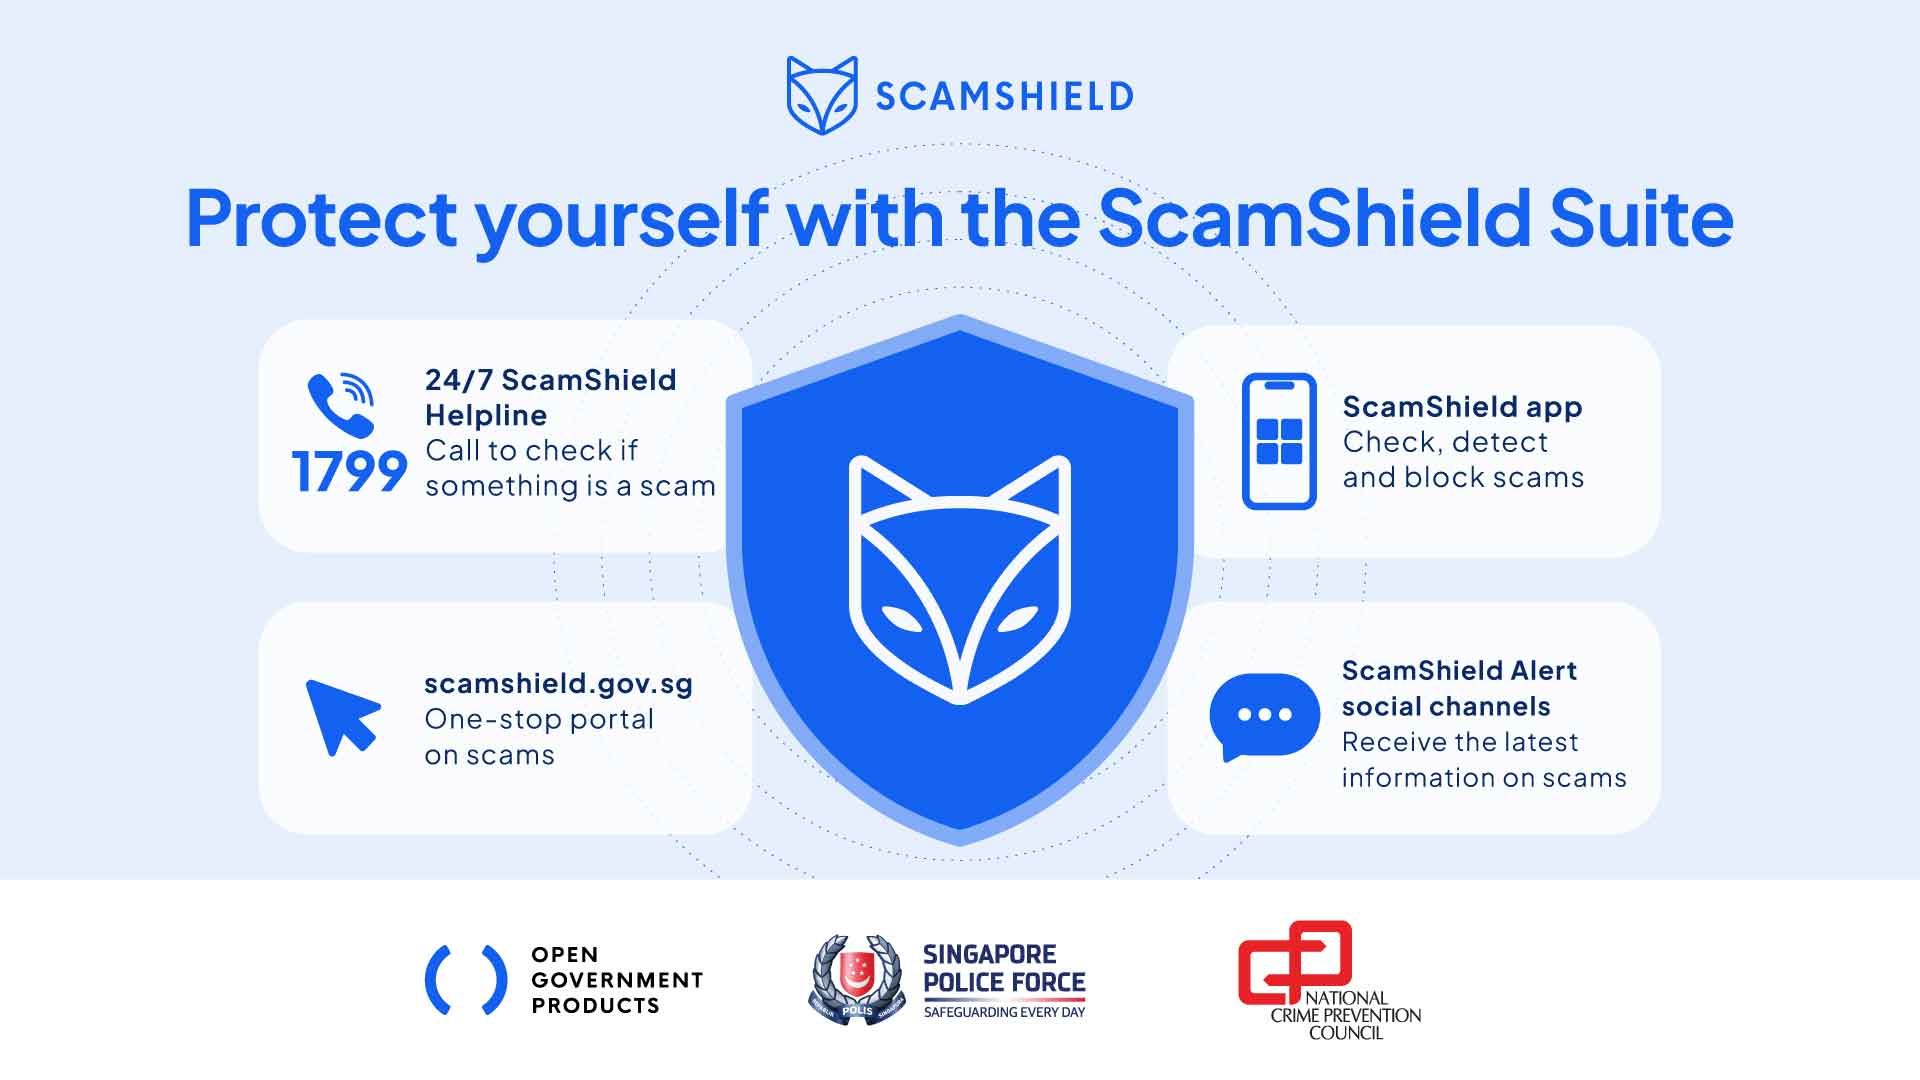 SCAMSHIELD
Protect yourself with the ScamShield Suite
24/7 ScamShield
Helpline
1799
Call to check if
something is a scam
ScamShield app
Check, detect
and block scams
scamshield.gov.sg
One-stop portal
on scams
ScamShield Alert
social channels
Receive the latest
information on scams
OPEN
GOVERNMENT
PRODUCTS
POLIS
SINGAPORE
POLICE FORCE
SAFEGUARDING EVERY DAY
NATIONAL
CRIME PREVENTION
COUNCIL